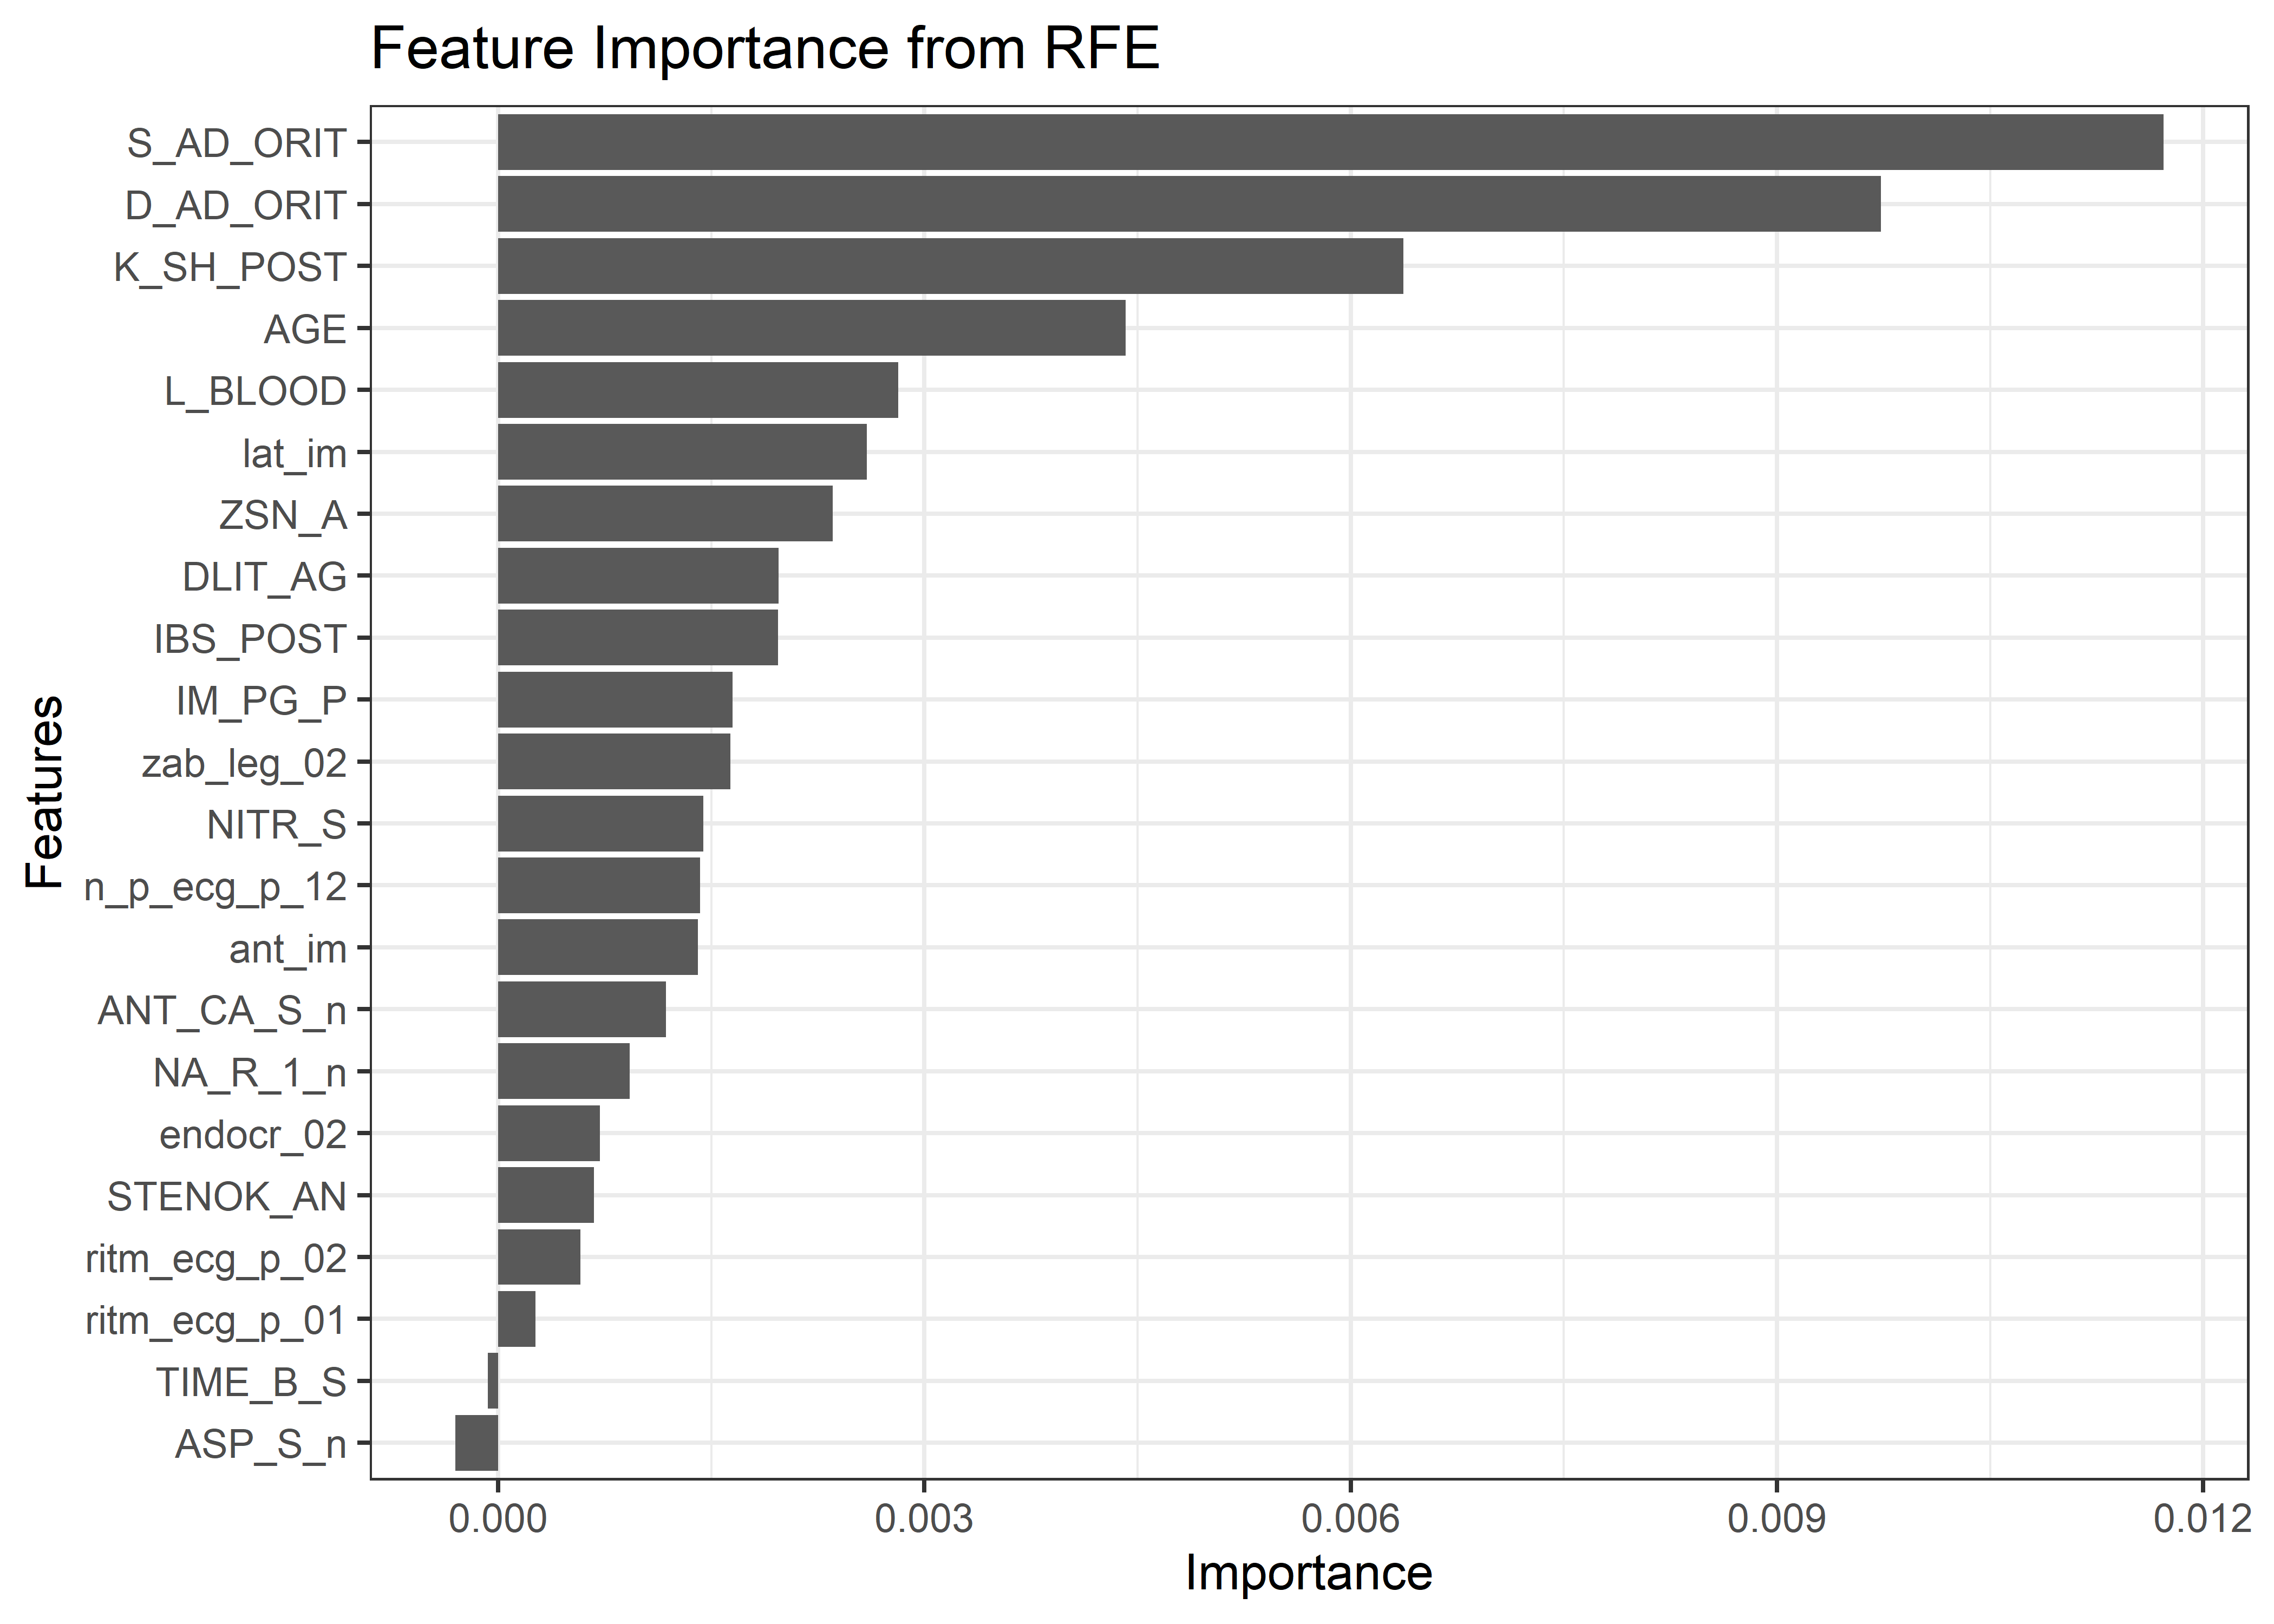 Feature Importance from RFE
Features
S_AD_ORIT
D_AD_ORIT
K_SH_POST
AGE
L_BLOOD
lat_im
ZSN_A
DLIT_AG
IBS_POST
IM_PG_P
zab_leg_02
NITR_S
n_p_ecg_p_12
ant_im
ANT_CA_S_n
NA_R_1_n
endocr_02
STENOK_AN
ritm_ecg_p_02
ritm_ecg_p_01
TIME_B_S
ASP_S_n
0.000 0.003 0.006 0.009 0.012
Importance